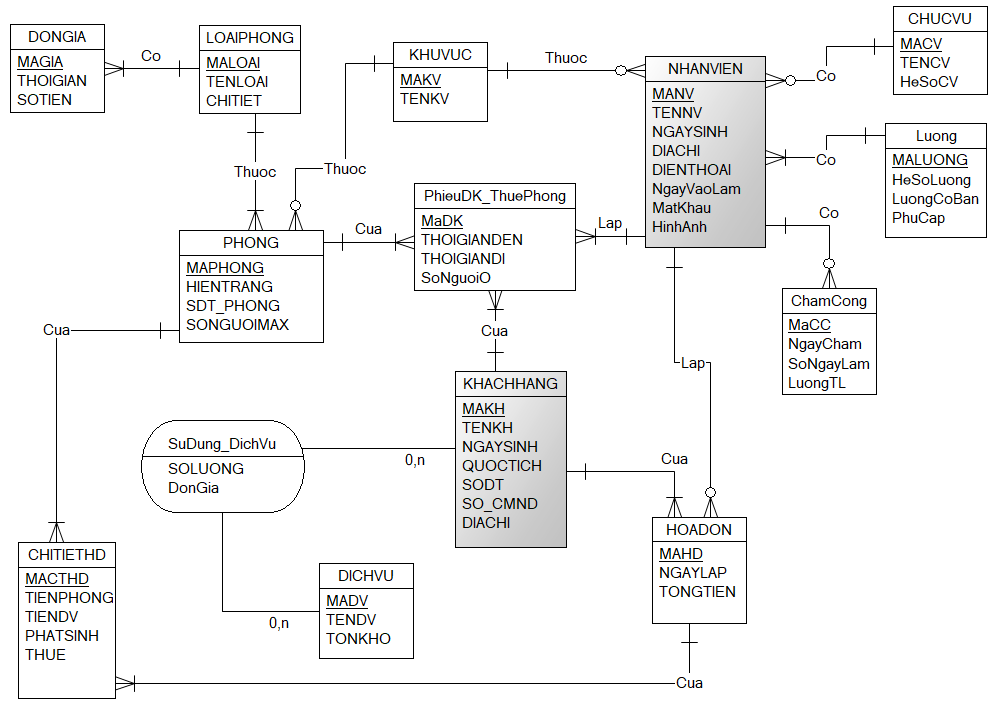 DONGIA
MAGIA
THOIGIAN
SOTIEN
Co
LOAIPHONG
MALOAI
TENLOAI
CHITIET
KHUVUC
MAKV
TENKV
Thuoc
NHANVIEN
MANV
TENNV
NGAYSINH
DIACHI
DIENTHOAI
NgayVaoLam
MatKhau
HinhAnh
Co
CHUCVU
MACV
TENCV
HeSoCV
Co
Luong
MALUONG
HeSoLuong
LuongCoBan
PhuCap
Thuoc
Thuoc
PHONG
MAPHONG
HIENTRANG
SDT_PHONG
SONGUOIMAX
Cua
PhieuDK_ThuePhong
MaDK
THOIGIANDEN
THOIGIANDI
SoNguoiO
Lap
Co
ChamCong
MaCC
NgayCham
SoNgayLam
LuongTL
Cua
Cua
Lap
KHACHHANG
MAKH
TENKH
NGAYSINH
QUOCTICH
SODT
SO_CMND
DIACHI
SuDung_DichVu
SOLUONG
DonGia
0,n
Cua
HOADON
MAHD
NGAYLAP
TONGTIEN
CHITIETHD
MACTHD
TIENPHONG
TIENDV
PHATSINH
THUE
DICHVU
MADV
TENDV
TONKHO
0,n
Cua